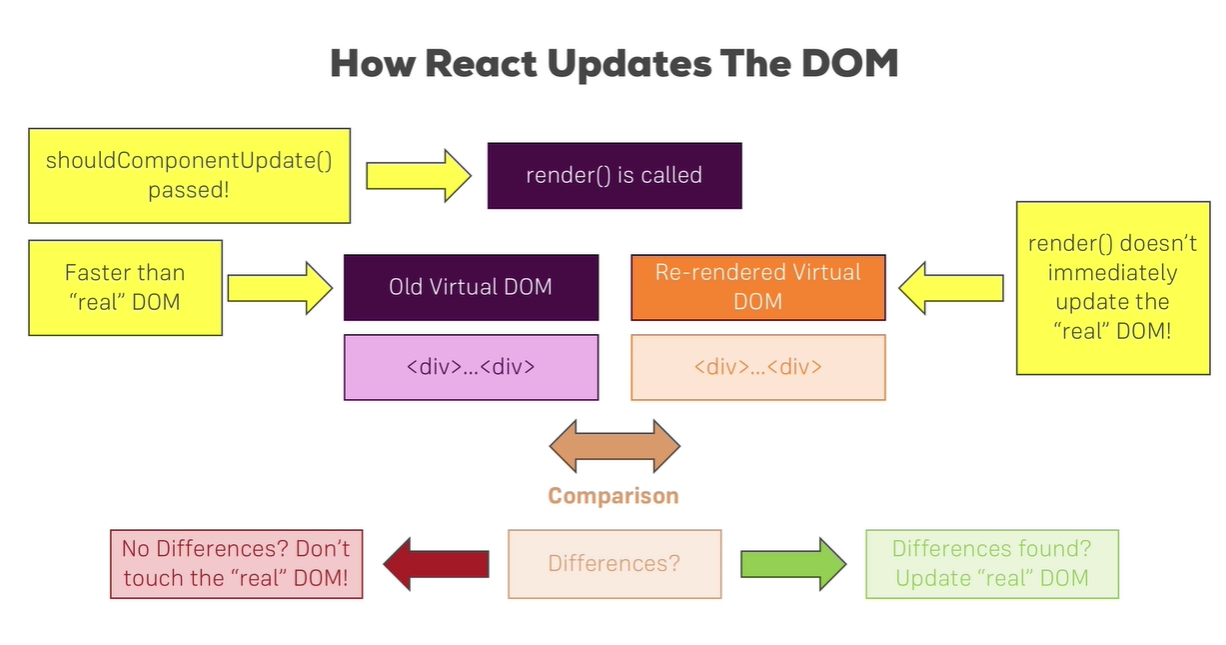 How React Updates The DOM
shouldComponentUpdate()
passed!
render() is called
Faster than
“real” DOM
Old Virtual DOM
<div>...<div>
Re-rendered Virtual
DOM
<div>...<div>
render() doesn’t
immediately
update the
“real” DOM!
Comparison
No Differences? Don’t
touch the “real” DOM!
Differences?
Differences found?
Update “real” DOM